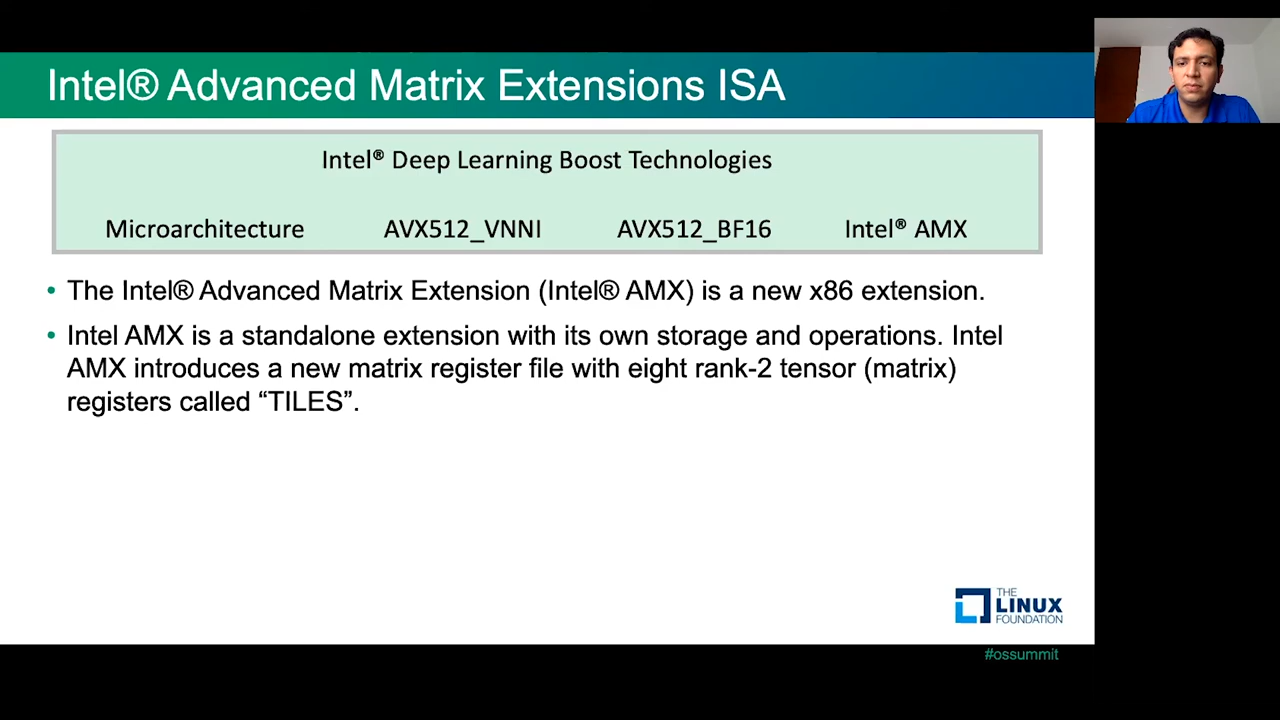 Intel® Advanced Matrix Extensions ISA
Intel® Deep Learning Boost Technologies
Microarchitecture AVX512_VNNI AVX512_BF16 Intel® AMX
• The Intel® Advanced Matrix Extension (Intel® AMX) is a new x86 extension.
• Intel AMX is a standalone extension with its own storage and operations. Intel
AMX introduces a new matrix register file with eight rank-2 tensor (matrix)
registers called “TILES”.
THE
LINUX
FOUNDATION
#ossummit